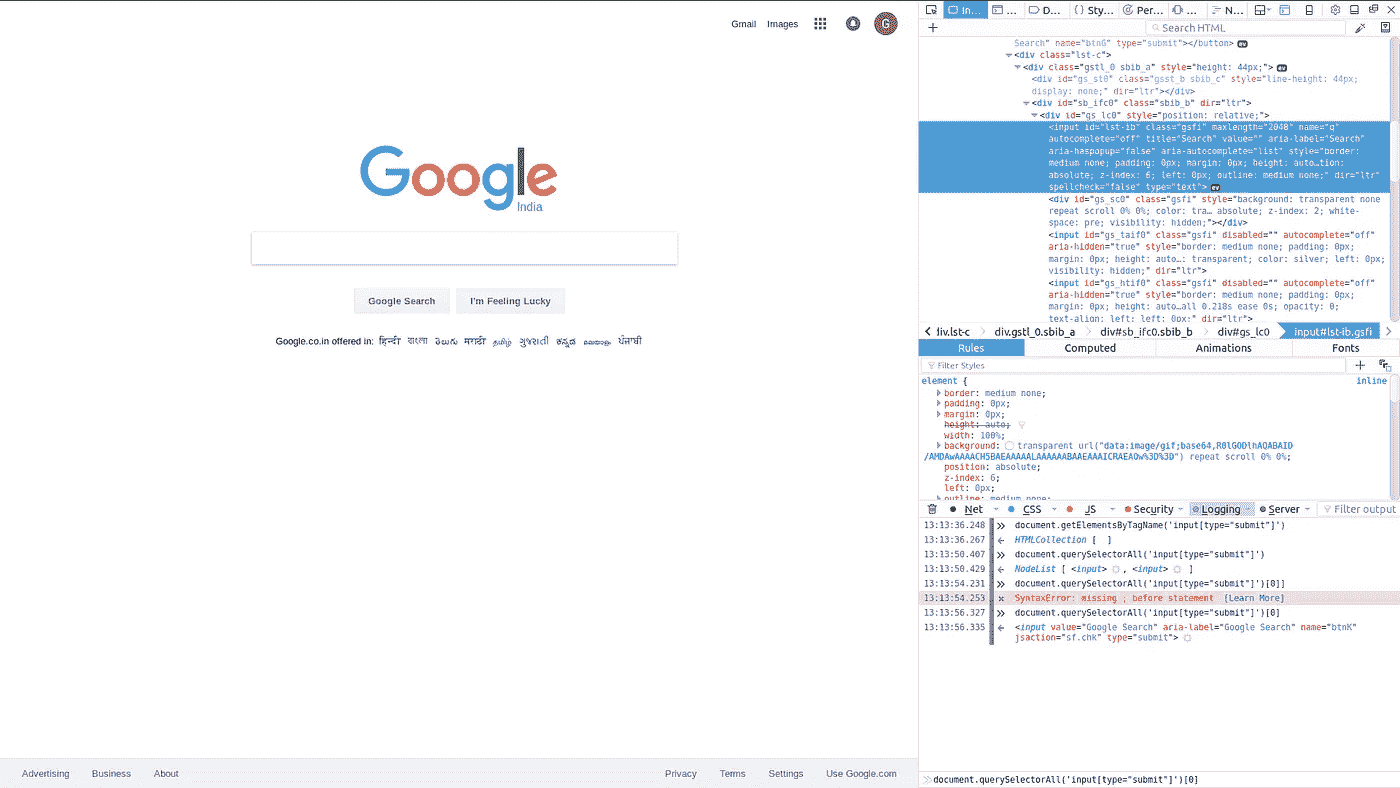 Gmail Images
Google
India
Google Search I'm Feeling Lucky
Google.co.in offered in: हिन्दी বাংলা తెలుగు मराठी தமிழ் ગુજરાતી ಕನ್ನಡ മലയാളം ਪੰਜਾਬੀ
Advertising Business About Privacy Terms Settings Use Google.com
In... ... D... Sty... Per... ... N...
Search HTML
Search" name="btnG" type="submit"></button> ev
<div class="lst-c">
<div class="gstl_0 sbib_a" style="height: 44px;"> ev
<div id="gs_st0" class="gsst_b sbib_c" style="line-height: 44px;
display: none;" dir="ltr"></div>
<div id="sb_ifc0" class="sbib_b" dir="ltr">
<div id="gs_lc0" style="position: relative;">
<input id="lst-ib" class="gsfi" maxlength="2048" name="q"
autocomplete="off" title="Search" value="" aria-label="Search"
aria-haspopup="false" aria-autocomplete="list" style="border:
medium none; padding: 0px; margin: 0px; height: auto…tion:
absolute; z-index: 6; left: 0px; outline: medium none;" dir="ltr"
spellcheck="false" type="text"> ev
<div id="gs_sc0" class="gsfi" style="background: transparent none
repeat scroll 0% 0%; color: tra… absolute; z-index: 2; white-
space: pre; visibility: hidden;"></div>
<input id="gs_taif0" class="gsfi" disabled="" autocomplete="off"
aria-hidden="true" style="border: medium none; padding: 0px;
margin: 0px; height: auto…: transparent; color: silver; left: 0px;
visibility: hidden;" dir="ltr">
<input id="gs_htif0" class="gsfi" disabled="" autocomplete="off"
aria-hidden="true" style="border: medium none; padding: 0px;
margin: 0px; height: auto…all 0.218s ease 0s; opacity: 0;
text-align: left; left: 0px;" dir="ltr">
div.lst-c div.gstl_0.sbib_a div#sb_ifc0.sbib_b div#gs_lc0 input#lst-ib.gsfi
Rules Computed Animations Fonts
Filter Styles
element { inline
border: medium none;
padding: 0px;
margin: 0px;
height: auto;
width: 100%;
background: transparent url("data:image/gif;base64,R0lGODlhAQABAID
/AMDAwAAAACH5BAEAAAAALAAAAAABAAEAAAICRAEAOw%3D%3D") repeat scroll 0% 0%;
position: absolute;
z-index: 6;
left: 0px;
outline: medium none;
Net CSS JS Security Logging Server Filter output
13:13:36.248 document.getElementsByTagName('input[type="submit"]')
13:13:36.267 HTMLCollection [ ]
13:13:50.407 document.querySelectorAll('input[type="submit"]')
13:13:50.429 NodeList [ <input> , <input> ]
13:13:54.231 document.querySelectorAll('input[type="submit"]')[0]]
13:13:54.253 SyntaxError: missing ; before statement [Learn More]
13:13:56.327 document.querySelectorAll('input[type="submit"]')[0]
13:13:56.335 <input value="Google Search" aria-label="Google Search" name="btnK"
jsaction="sf.chk" type="submit">
document.querySelectorAll('input[type="submit"]')[0]